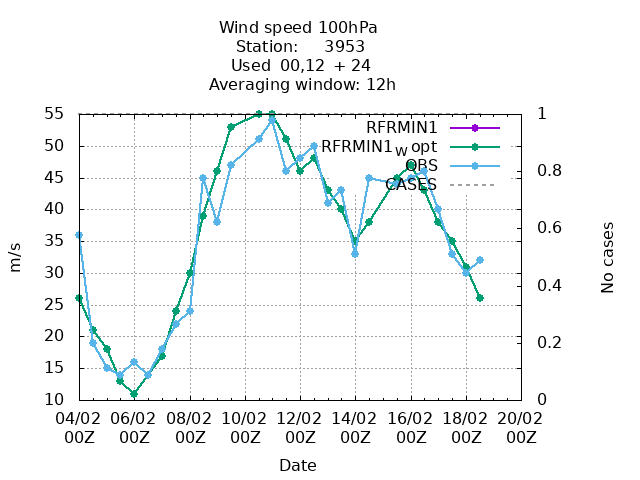 Wind speed 100hPa
Station: 3953
Used 00,12 + 24
Averaging window: 12h
RFRMIN1
RFRMIN1w opt
OBS
CASES
55
50
45
40
35
30
25
20
15
10
m/s
1
0.8
0.6
0.4
0.2
0
No cases
04/02 06/02 08/02 10/02 12/02 14/02 16/02 18/02 20/02
00Z 00Z 00Z 00Z 00Z 00Z 00Z 00Z 00Z
Date